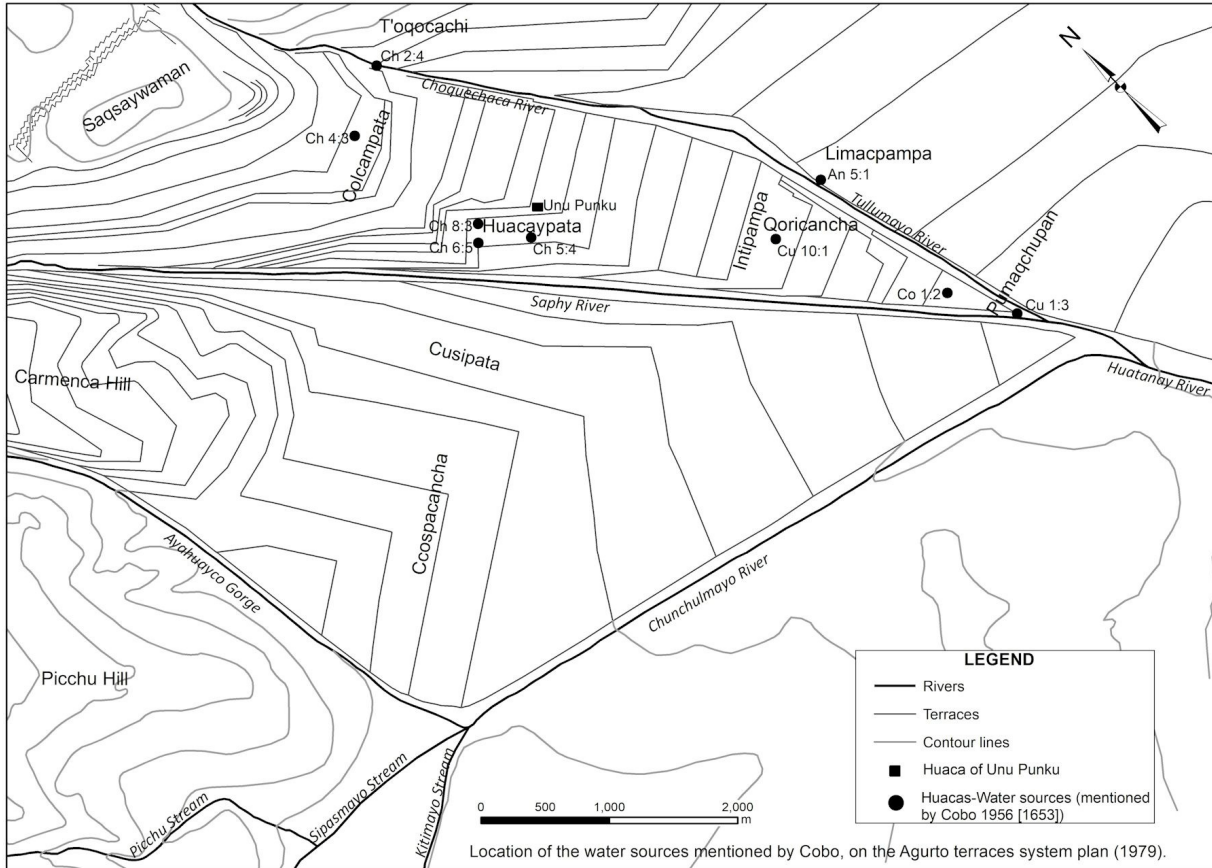 T'oqocachi
Ch 2:4
Saqsaywaman
Choquechaca River
Ch 4:3
Colcampata
Limacpampa
An 5:1
Unu Punku
Tullumayo River
Ch 8:3
Huacaypata
Ch 6:5
Ch 5:4
Intipampa
Qoricancha
Cu 10:1
Pumaqchupan
Co 1:2
Saphy River
Cu 1:3
Cusipata
Carmenca Hill
Huatanay River
Ccospacancha
Ayahuayco Gorge
Chunchulmayo River
Picchu Hill
Sipasmayo Stream
Kitimayo Stream
Picchu Stream
N
LEGEND
Rivers
Terraces
Contour lines
Huaca of Unu Punku
Huacas-Water sources (mentioned
by Cobo 1956 [1653])
0 500 1,000 2,000
m
Location of the water sources mentioned by Cobo, on the Agurto terraces system plan (1979).